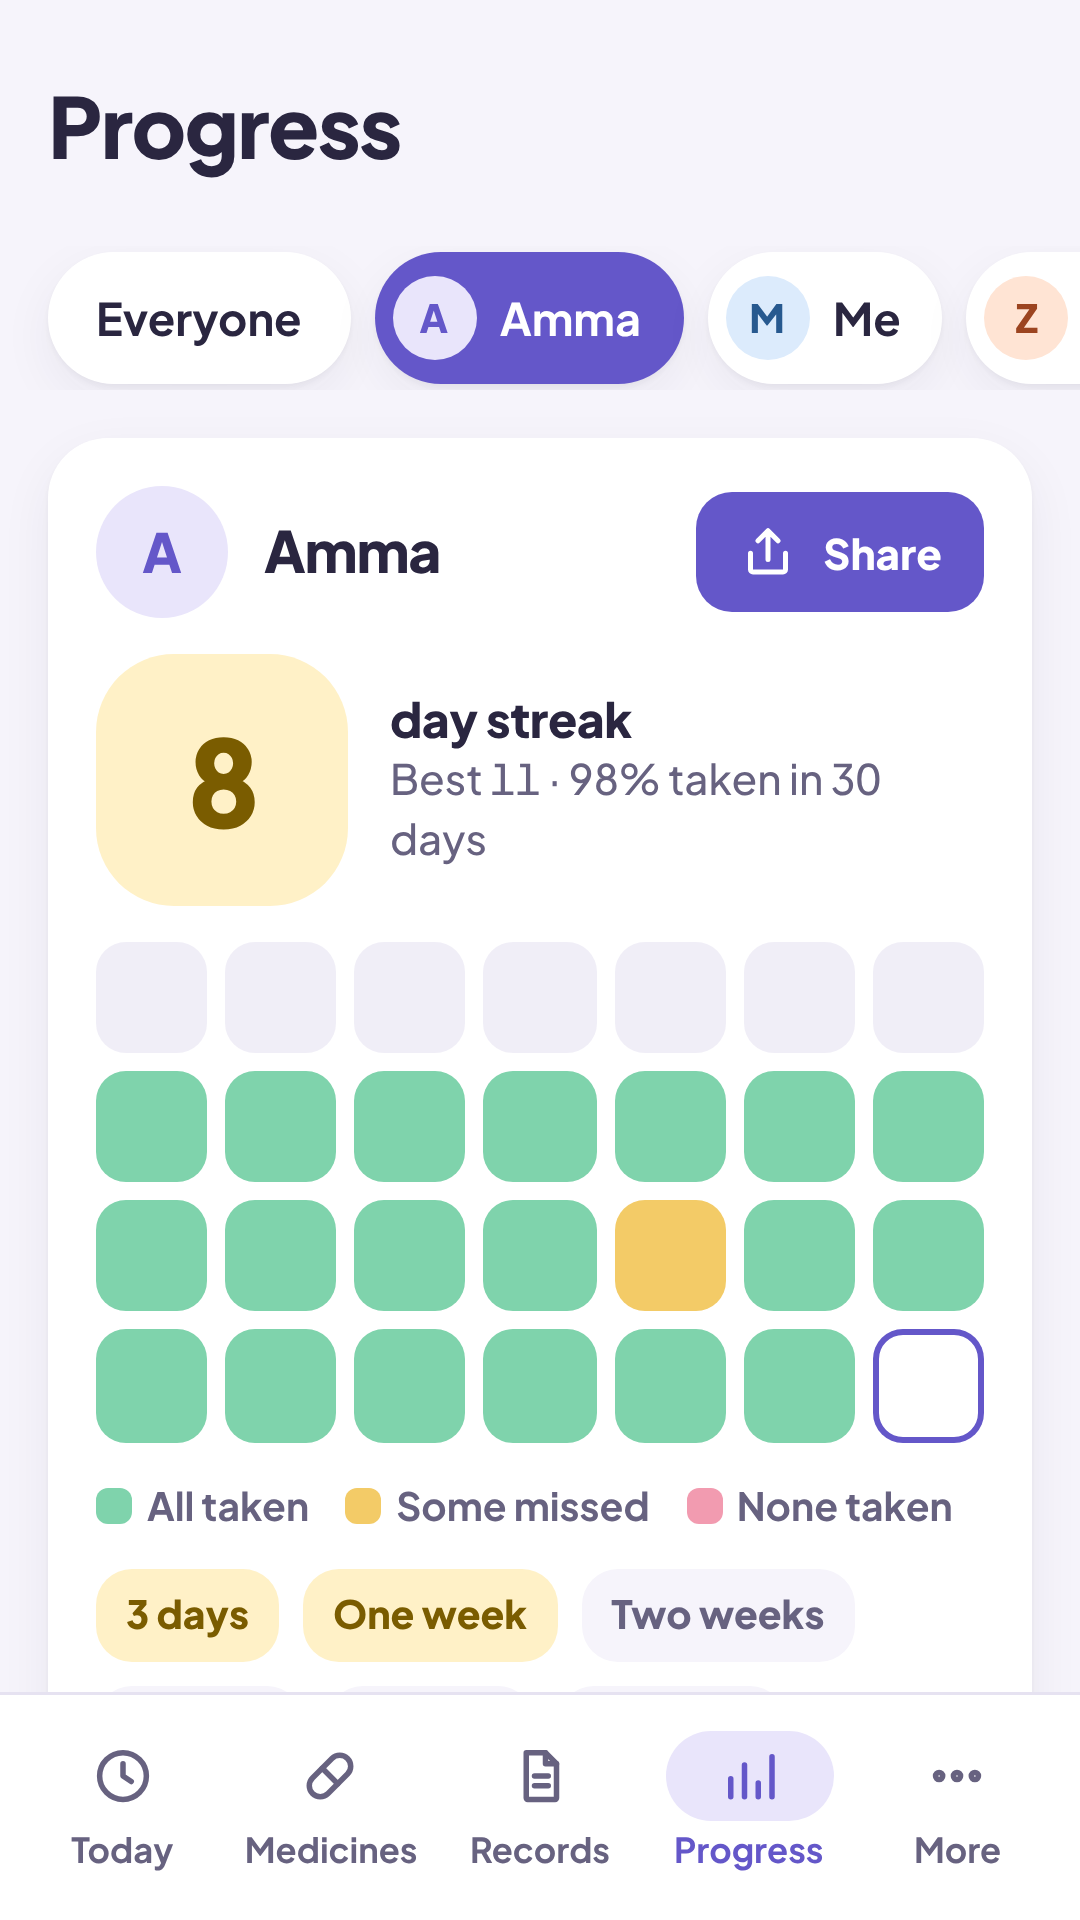 Progress
Everyone
A Amma
M Me
Z
A Amma
Share
8
day streak
Best 11 · 98% taken in 30
days
All taken Some missed None taken
3 days One week Two weeks
Today Medicines Records Progress More